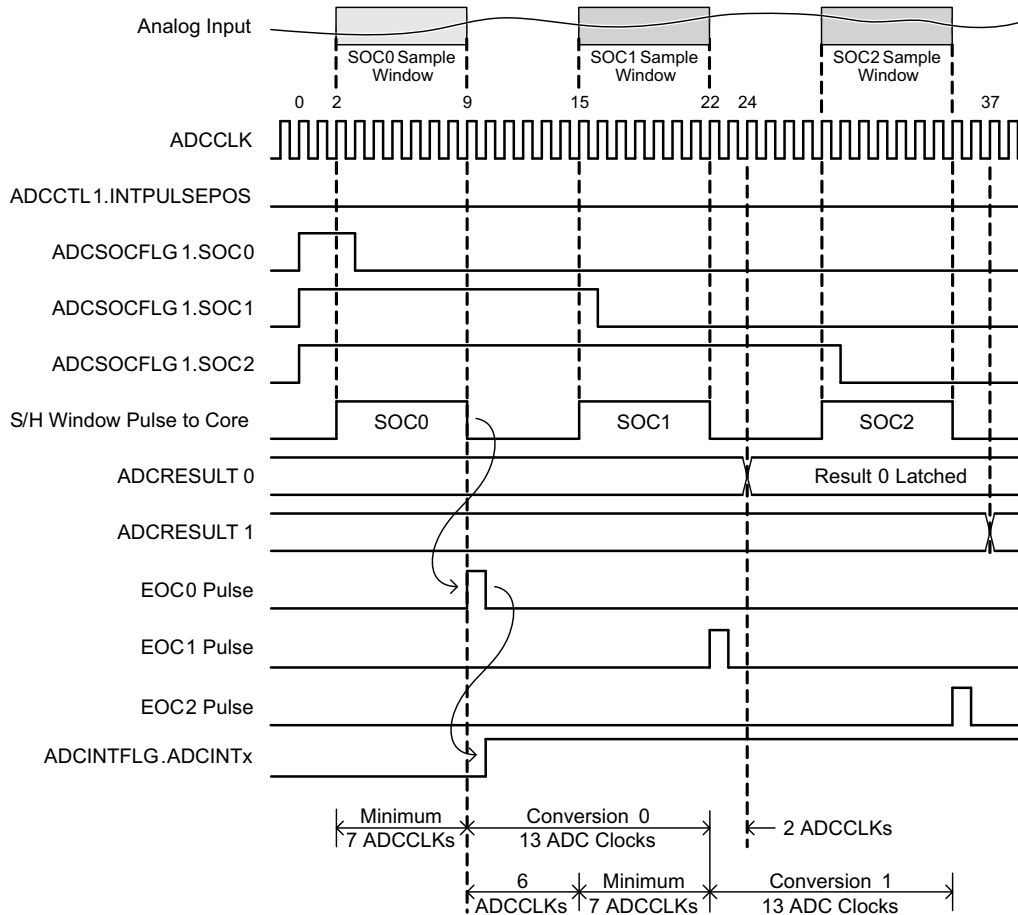 Analog Input
SOC0 Sample
Window
SOC1 Sample
Window
SOC2 Sample
Window
0 2 9 15 22 24 37
ADCCLK
ADCCTL1.INTPULSEPOS
ADCSOCFLG 1.SOC0
ADCSOCFLG 1.SOC1
ADCSOCFLG 1.SOC2
S/H Window Pulse to Core
SOC0 SOC1 SOC2
ADCRESULT 0
Result 0 Latched
ADCRESULT 1
EOC0 Pulse
EOC1 Pulse
EOC2 Pulse
ADCINTFLG.ADCINTx
Minimum
7 ADCCLKs
Conversion 0
13 ADC Clocks
2 ADCCLKs
6
ADCCLKs
Minimum
7 ADCCLKs
Conversion 1
13 ADC Clocks